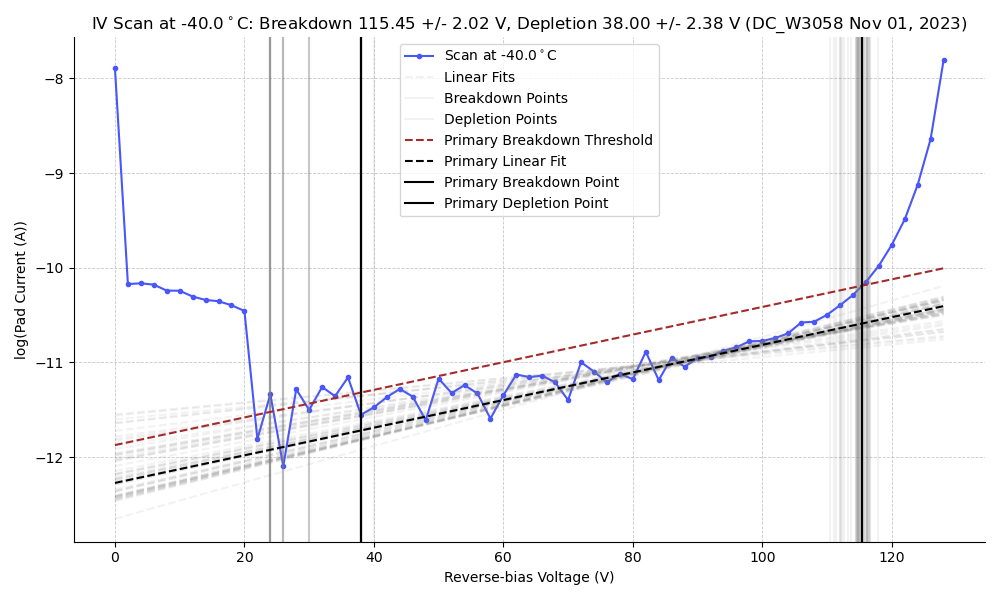 IV Scan at -40.0°C: Breakdown 115.45 +/- 2.02 V, Depletion 38.00 +/- 2.38 V (DC_W3058 Nov 01, 2023)
Scan at -40.0°C
Linear Fits
Breakdown Points
Depletion Points
Primary Breakdown Threshold
Primary Linear Fit
Primary Breakdown Point
Primary Depletion Point
log(Pad Current (A))
−8
−9
−10
−11
−12
0 20 40 60 80 100 120
Reverse-bias Voltage (V)